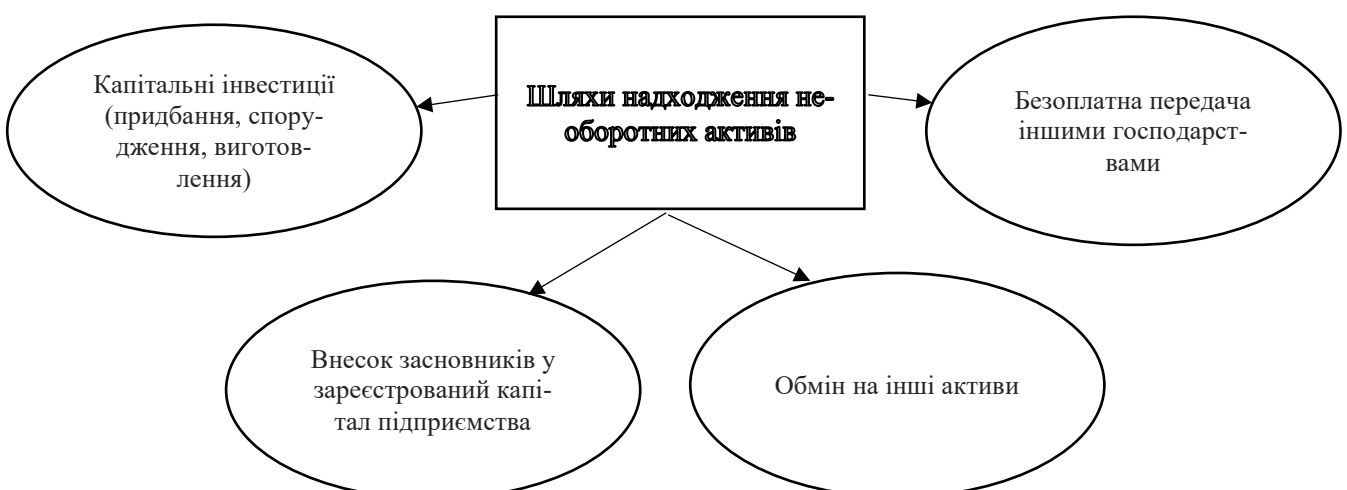 Шляхи надходження не-
оборотних активів
Капітальні інвестиції
(придбання, спору-
дження, виготов-
лення)
Безоплатна передача
іншими господарст-
вами
Внесок засновників у
зареєстрований капі-
тал підприємства
Обмін на інші активи